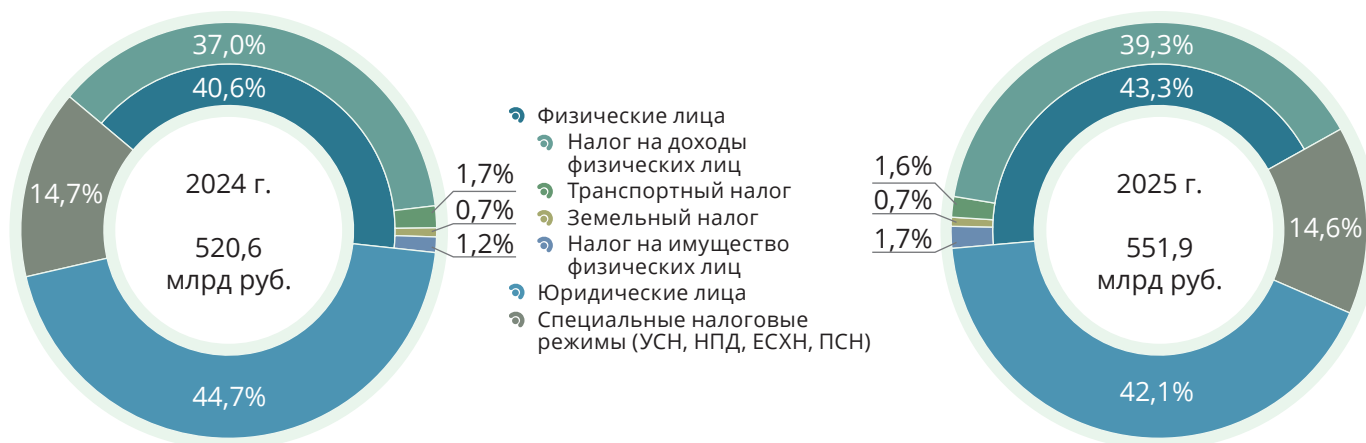 37,0%
40,6%
14,7%
2024 г.
520,6
млрд руб.
1,7%
0,7%
1,2%
44,7%
Физические лица
Налог на доходы
физических лиц
Транспортный налог
Земельный налог
Налог на имущество
физических лиц
Юридические лица
Специальные налоговые
режимы (УСН, НПД, ЕСХН, ПСН)
39,3%
43,3%
1,6%
0,7%
1,7%
2025 г.
551,9
млрд руб.
14,6%
42,1%